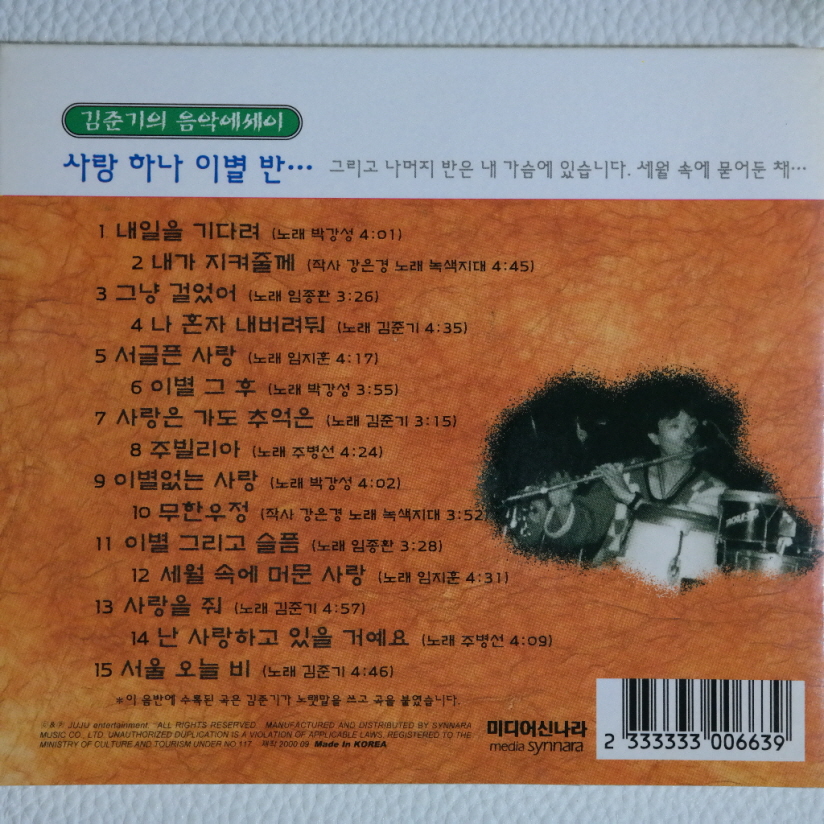 김준기의 음악에세이
사랑 하나 이별 반··· 그리고 나머지 반은 내 가슴에 있습니다. 세월 속에 묻어둔 채···
1 내일을 기다려 (노래 박강성 4:01)
2 내가 지켜줄께 (작사 강은경 노래 녹색지대 4:45)
3 그냥 걸었어 (노래 임종환 3:26)
4 나 혼자 내버려둬 (노래 김준기 4:35)
5 서글픈 사랑 (노래 임지훈 4:17)
6 이별 그 후 (노래 박강성 3:55)
7 사랑은 가도 추억은 (노래 김준기 3:15)
8 주빌리아 (노래 주병선 4:24)
9 이별없는 사랑 (노래 박강성 4:02)
10 무한우정 (작사 강은경 노래 녹색지대 3:52)
11 이별 그리고 슬픔 (노래 임종환 3:28)
12 세월 속에 머문 사랑 (노래 임지훈 4:31)
13 사랑을 줘 (노래 김준기 4:57)
14 난 사랑하고 있을 거예요 (노래 주병선 4:09)
15 서울 오늘 비 (노래 김준기 4:46)
*이 음반에 수록된 곡은 김준기가 노랫말을 쓰고 곡을 붙였습니다.
ⓒ & ℗ JUJU entertainment. "ALL RIGHTS RESERVED. MANUFACTURED AND DISTRIBUTED BY SYNNARA
MUSIC CO., LTD. UNAUTHORIZED DUPLICATION IS A VIOLATION OF APPLICABLE LAWS, REGISTERED TO THE
MINISTRY OF CULTURE AND TOURISM UNDER NO.117. 제작 2000.09. Made In KOREA
미디어신나라
media synnara
2 333333 006639